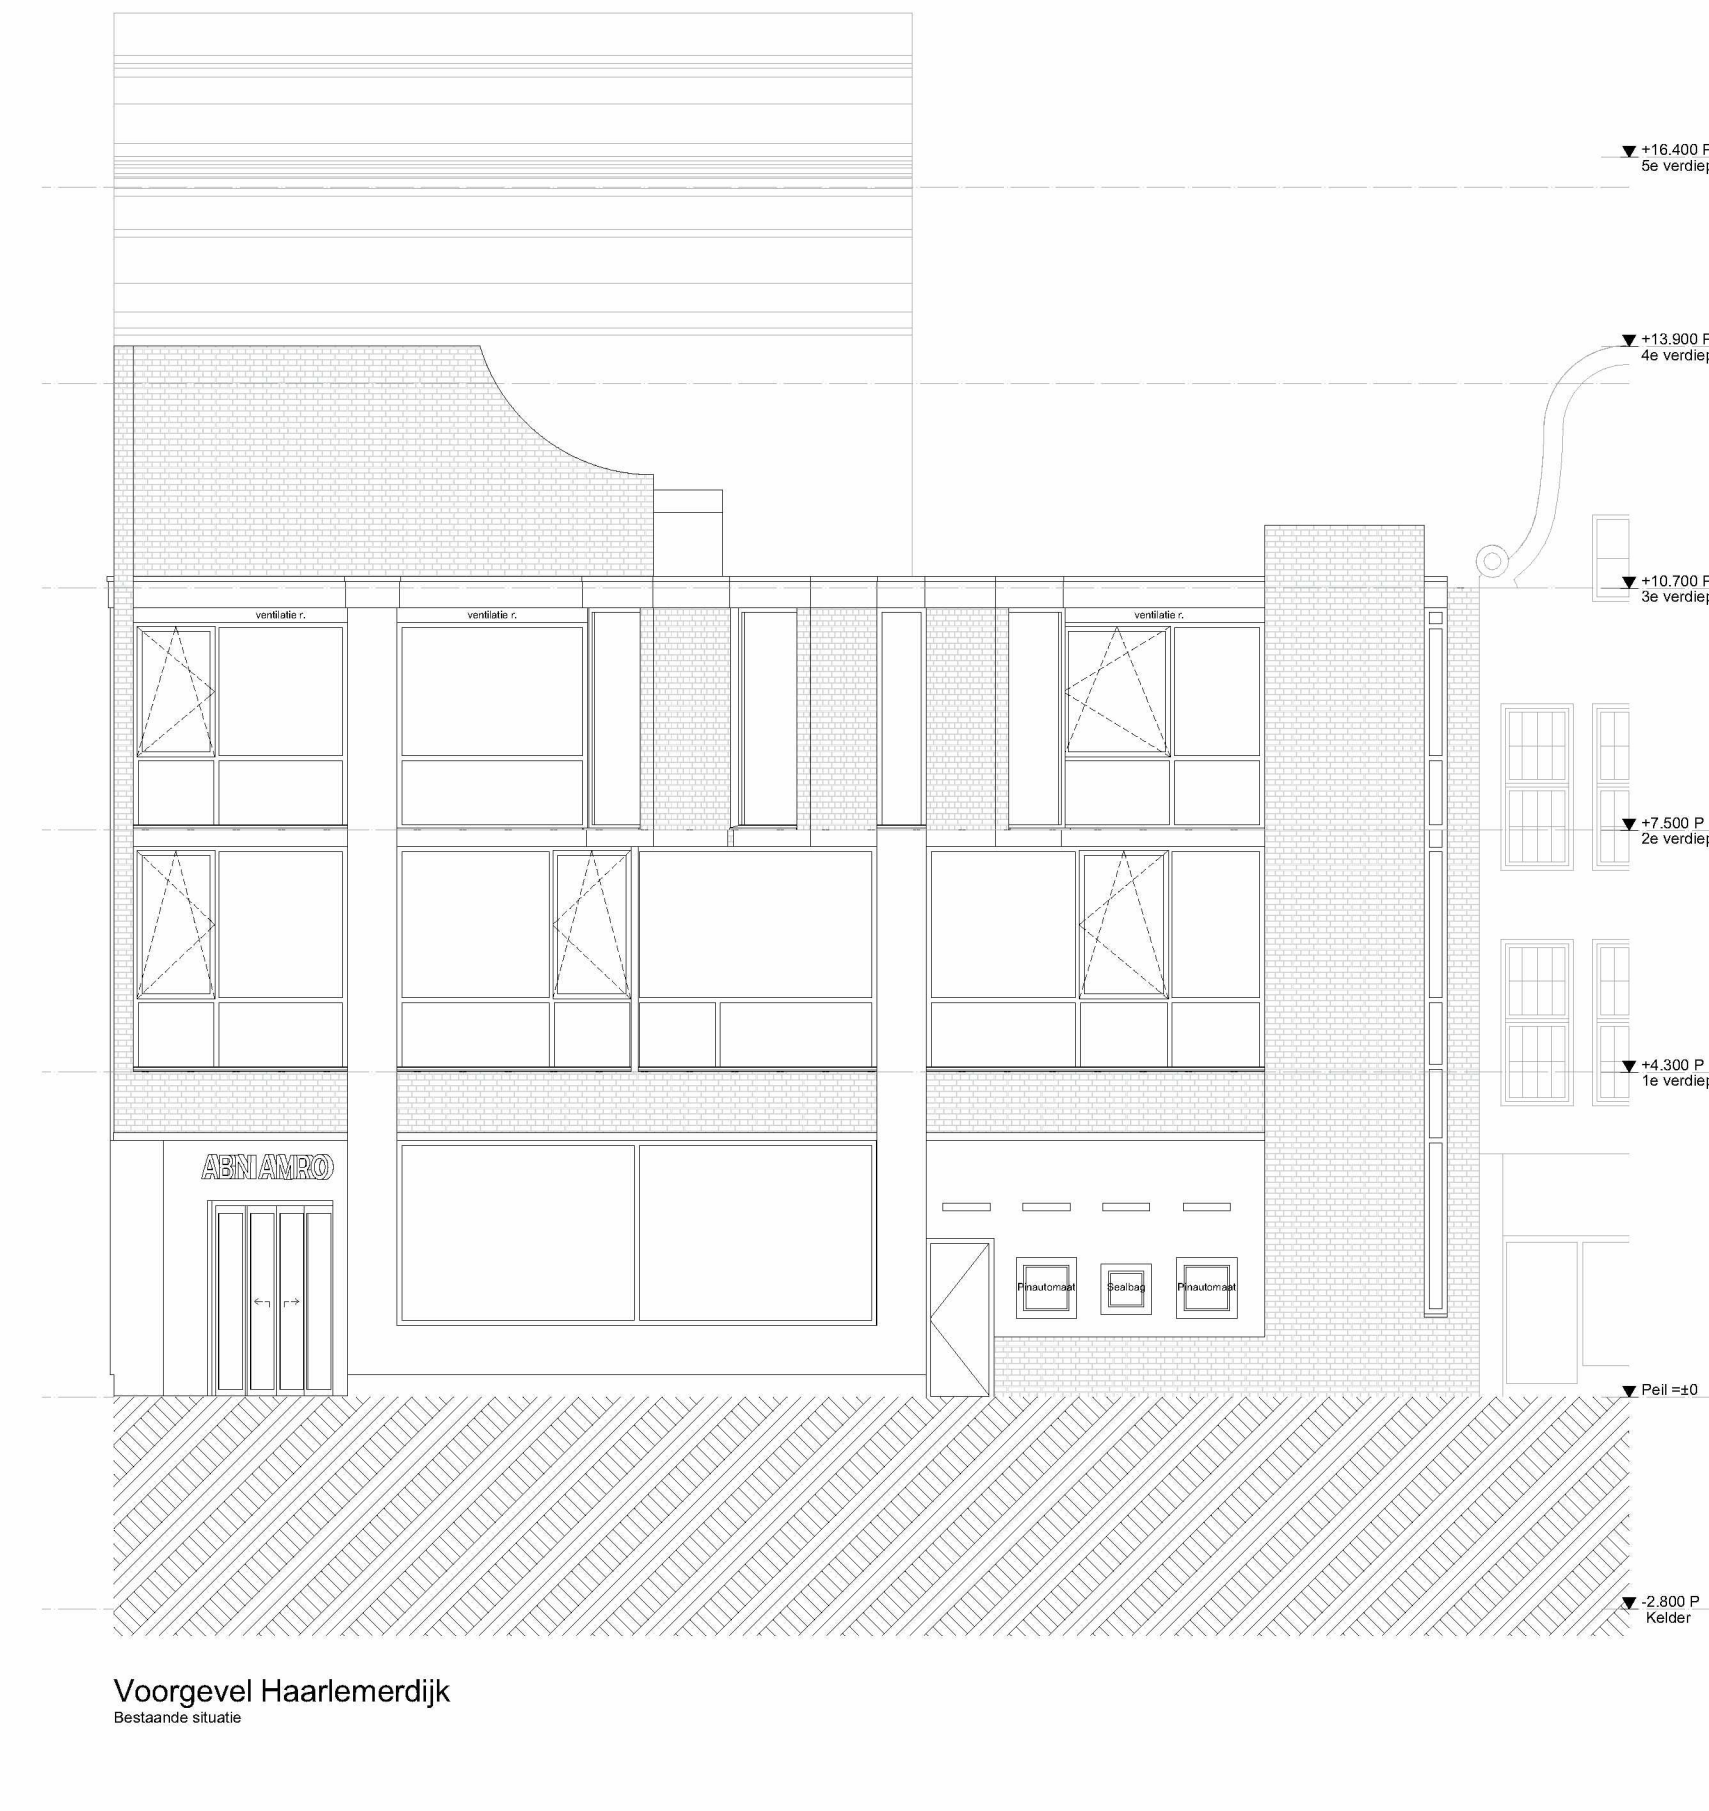 +16.400 P
5e verdiep
+13.900 P
4e verdiep
+10.700 P
3e verdiep
ventilatie r.
ventilatie r.
ventilatie r.
+7.500 P
2e verdiep
+4.300 P
1e verdiep
ABN AMRO
Pinautomaat
Sealbag
Pinautomaat
Peil =±0
-2.800 P
Kelder
Voorgevel Haarlemerdijk
Bestaande situatie